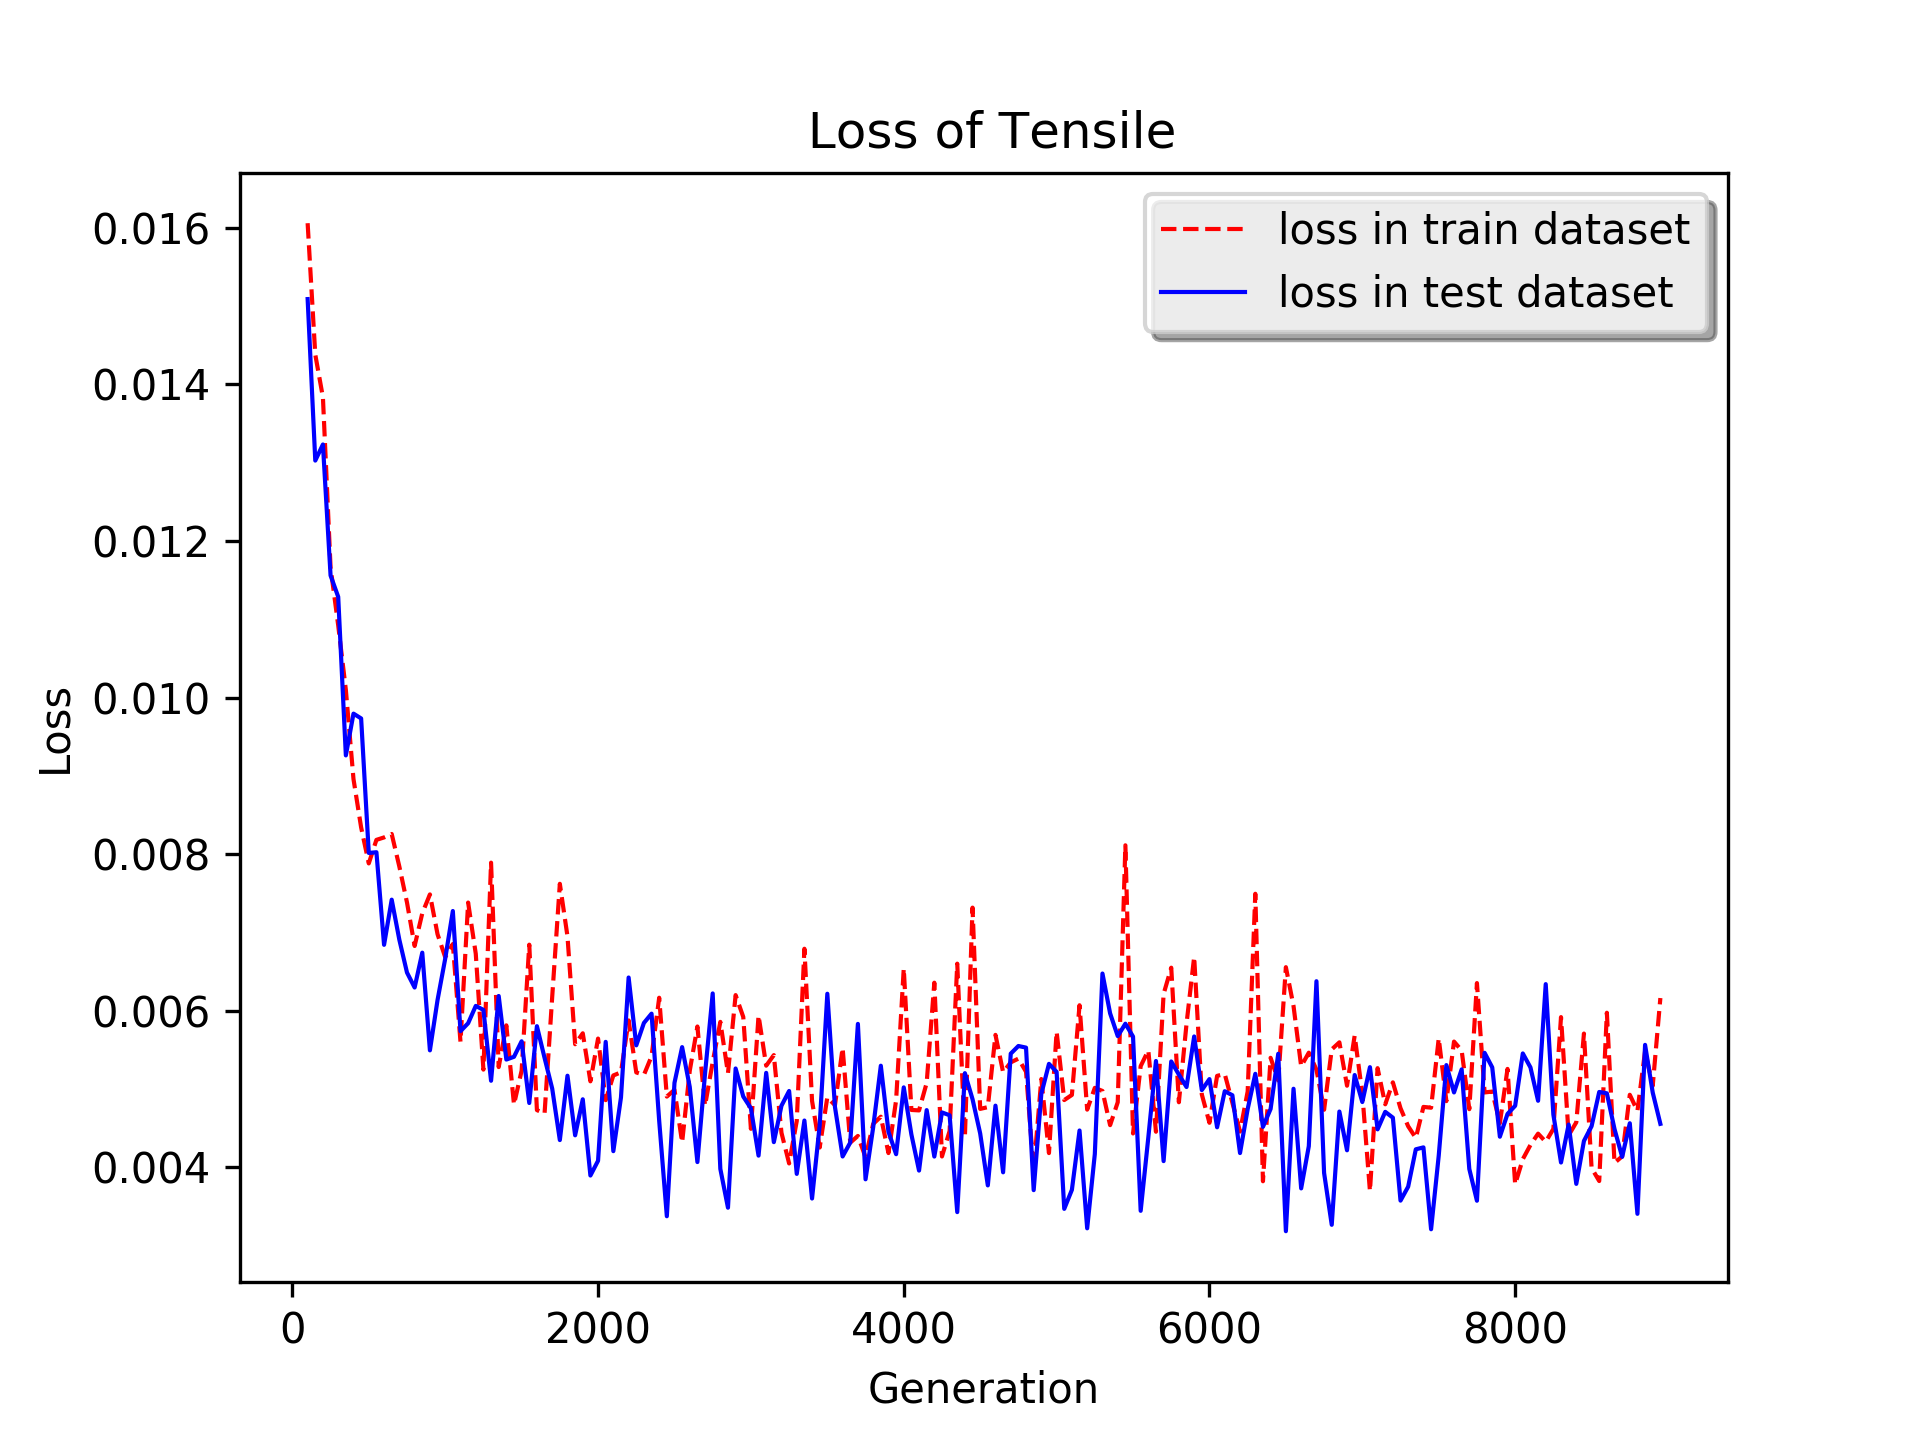 Loss of Tensile
loss in train dataset
loss in test dataset
0.016
0.014
0.012
0.010
0.008
0.006
0.004
Loss
0 2000 4000 6000 8000
Generation